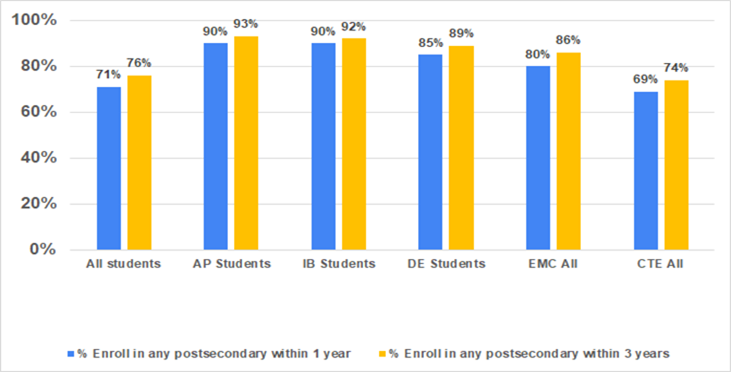 100%
80%
60%
40%
20%
0%
71% 76% 90% 93% 90% 92% 85% 89% 80% 86% 69% 74%
All students AP Students IB Students DE Students EMC All CTE All
% Enroll in any postsecondary within 1 year % Enroll in any postsecondary within 3 years